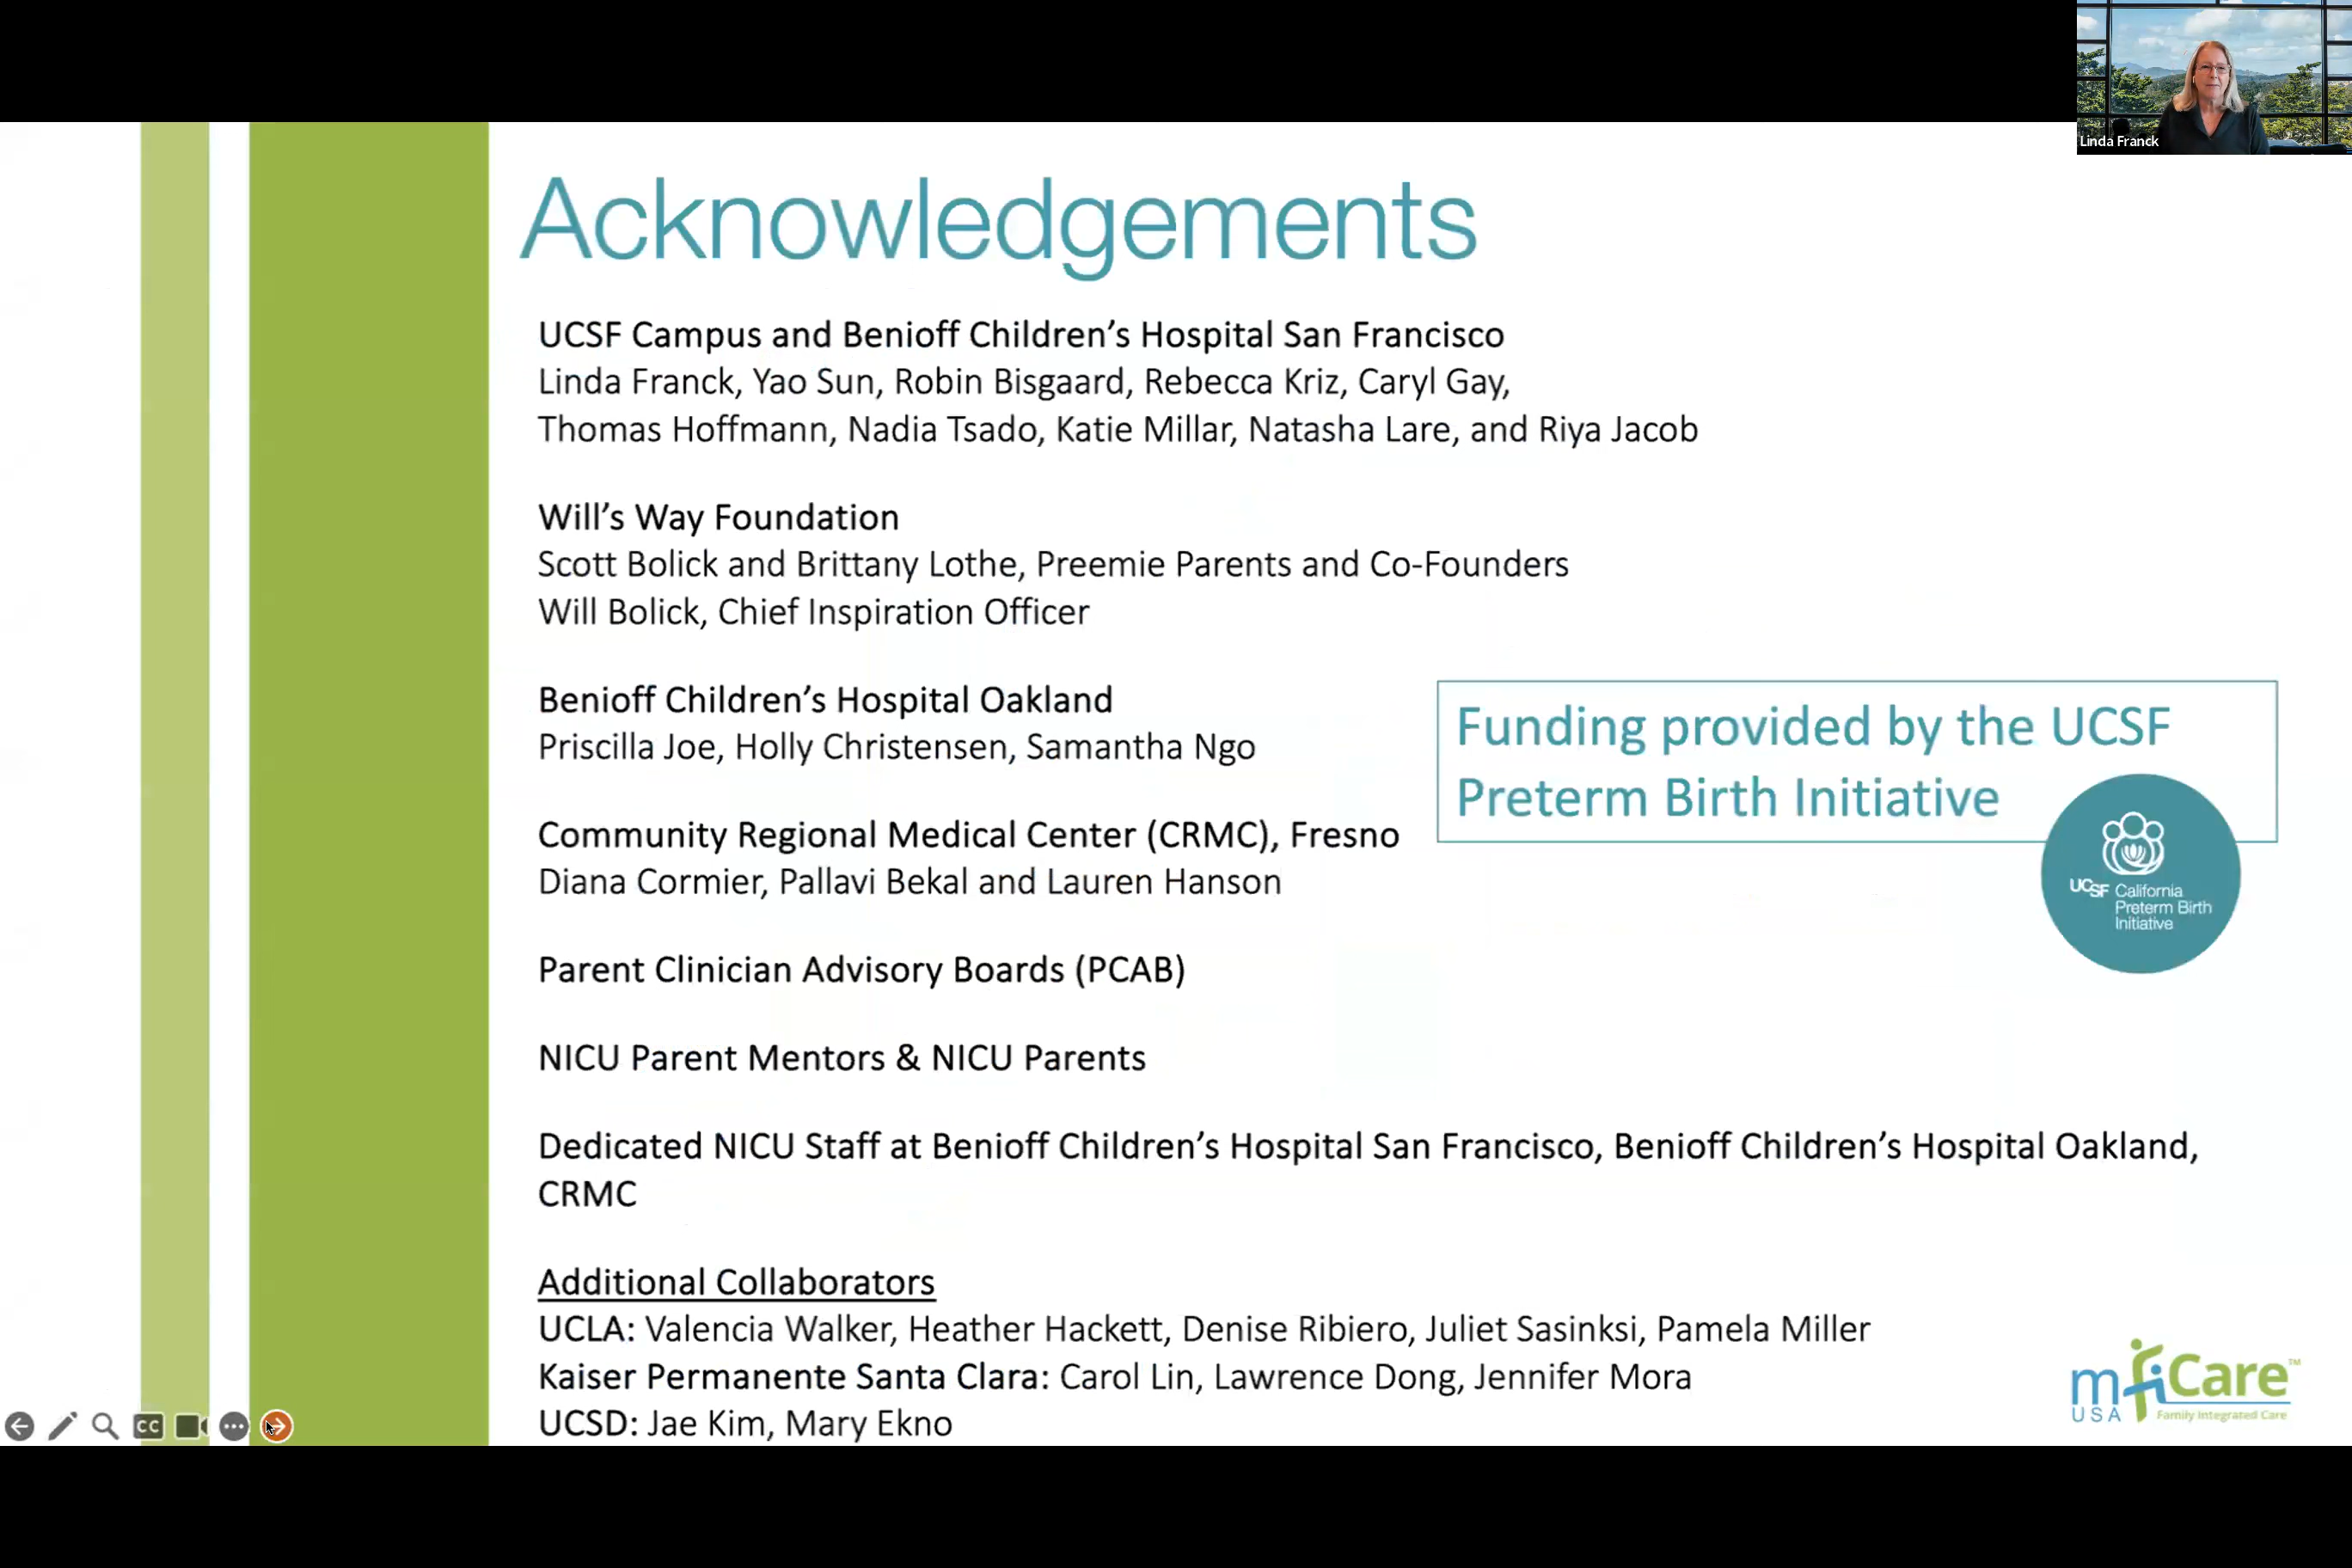 Linda Franck
Acknowledgements
UCSF Campus and Benioff Children's Hospital San Francisco
Linda Franck, Yao Sun, Robin Bisgaard, Rebecca Kriz, Caryl Gay,
Thomas Hoffmann, Nadia Tsado, Katie Millar, Natasha Lare, and Riya Jacob
Will's Way Foundation
Scott Bolick and Brittany Lothe, Preemie Parents and Co-Founders
Will Bolick, Chief Inspiration Officer
Benioff Children's Hospital Oakland
Priscilla Joe, Holly Christensen, Samantha Ngo
Community Regional Medical Center (CRMC), Fresno
Diana Cormier, Pallavi Bekal and Lauren Hanson
Funding provided by the UCSF
Preterm Birth Initiative
UCSF California
Preterm Birth
Initiative
Parent Clinician Advisory Boards (PCAB)
NICU Parent Mentors & NICU Parents
Dedicated NICU Staff at Benioff Children's Hospital San Francisco, Benioff Children's Hospital Oakland,
CRMC
Additional Collaborators
UCLA: Valencia Walker, Heather Hackett, Denise Ribiero, Juliet Sasinksi, Pamela Miller
Kaiser Permanente Santa Clara: Carol Lin, Lawrence Dong, Jennifer Mora
UCSD: Jae Kim, Mary Ekno
mfiCare™
USA Family Integrated Care
CC